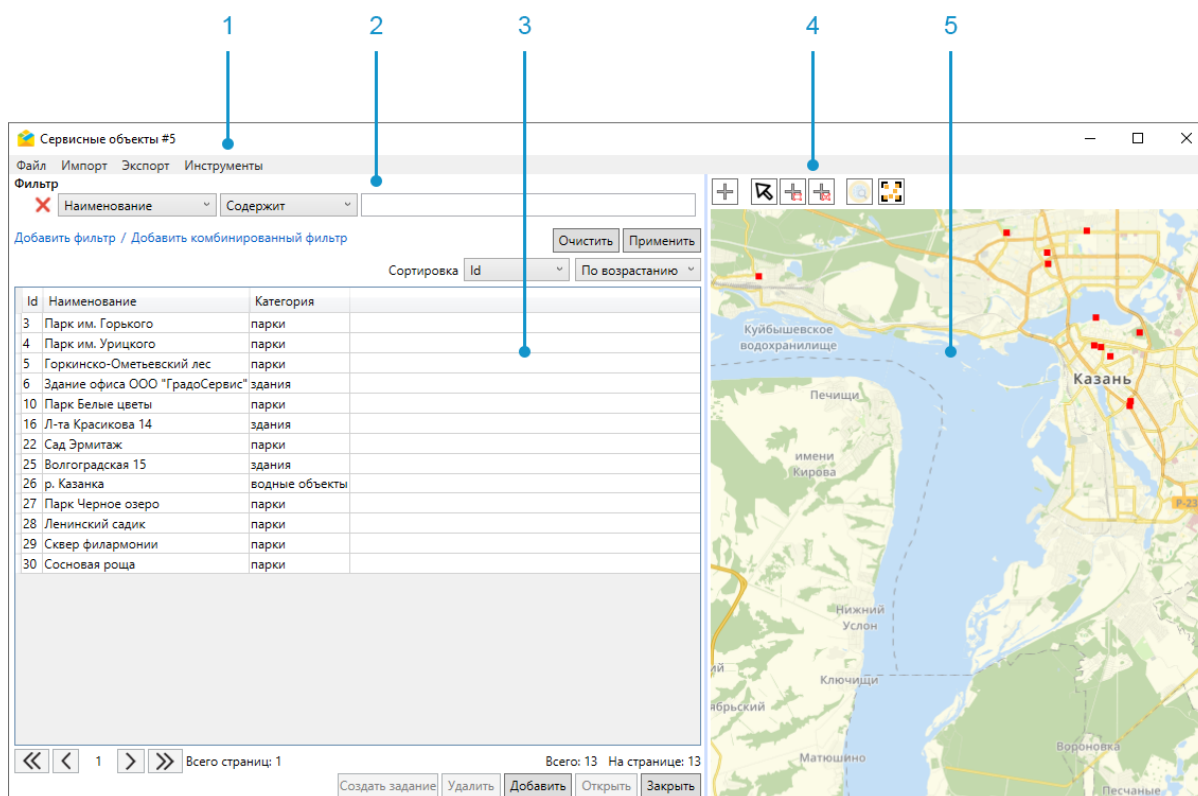 1 2 3 4 5
Сервисные объекты #5
Файл Импорт Экспорт Инструменты
Фильтр
Наименование Содержит
Добавить фильтр / Добавить комбинированный фильтр Очистить Применить
Сортировка Id По возрастанию
Id Наименование Категория
3 Парк им. Горького парки
4 Парк им. Урицкого парки
5 Горкинско-Ометьевский лес парки
6 Здание офиса ООО "ГрадоСервис" здания
10 Парк Белые цветы парки
16 Л-та Красикова 14 здания
22 Сад Эрмитаж парки
25 Волгоградская 15 здания
26 р. Казанка водные объекты
27 Парк Черное озеро парки
28 Ленинский садик парки
29 Сквер филармонии парки
30 Сосновая роща парки
1 Всего страниц: 1 Всего: 13 На странице: 13
Создать задание Удалить Добавить Открыть Закрыть
Куйбышевское
водохранилище
Казань
Печищи
имени
Кирова
Р-23
Нижний
Услон
ий
Ключищи
ябрьский
Вороновка
Матюшино
Песчаные